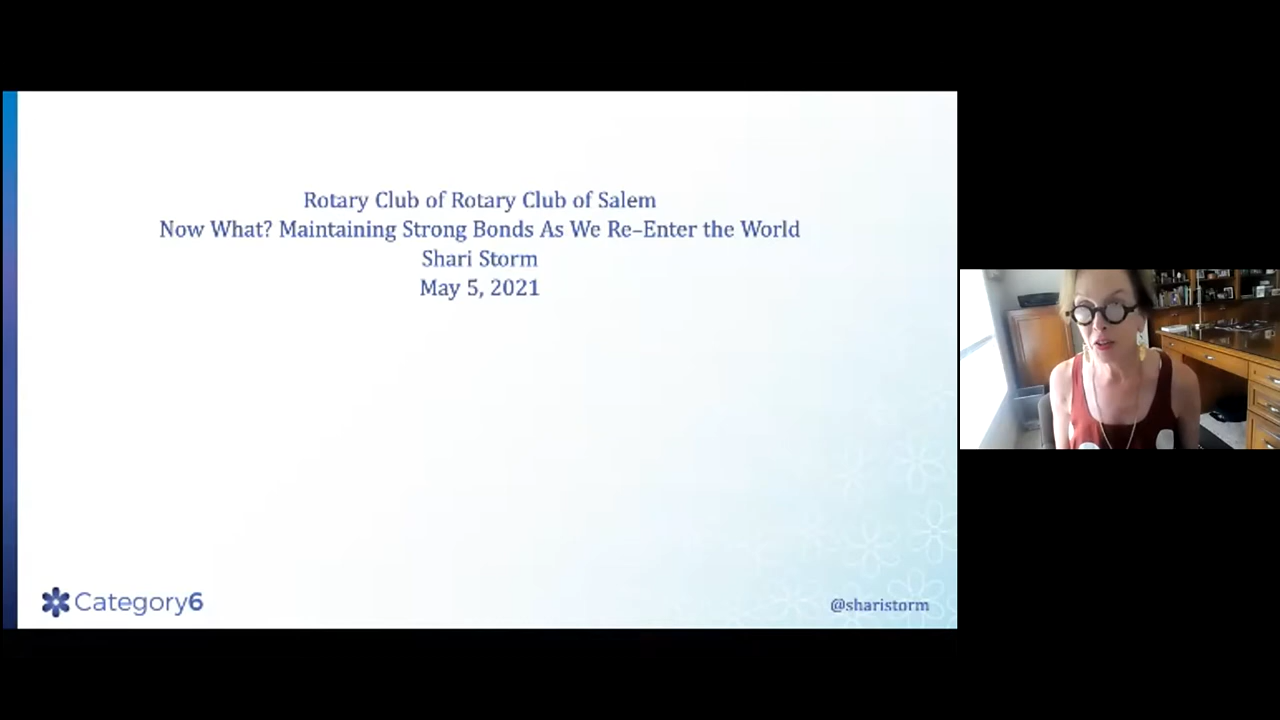 Rotary Club of Rotary Club of Salem
Now What? Maintaining Strong Bonds As We Re–Enter the World
Shari Storm
May 5, 2021
Category6
@sharistorm